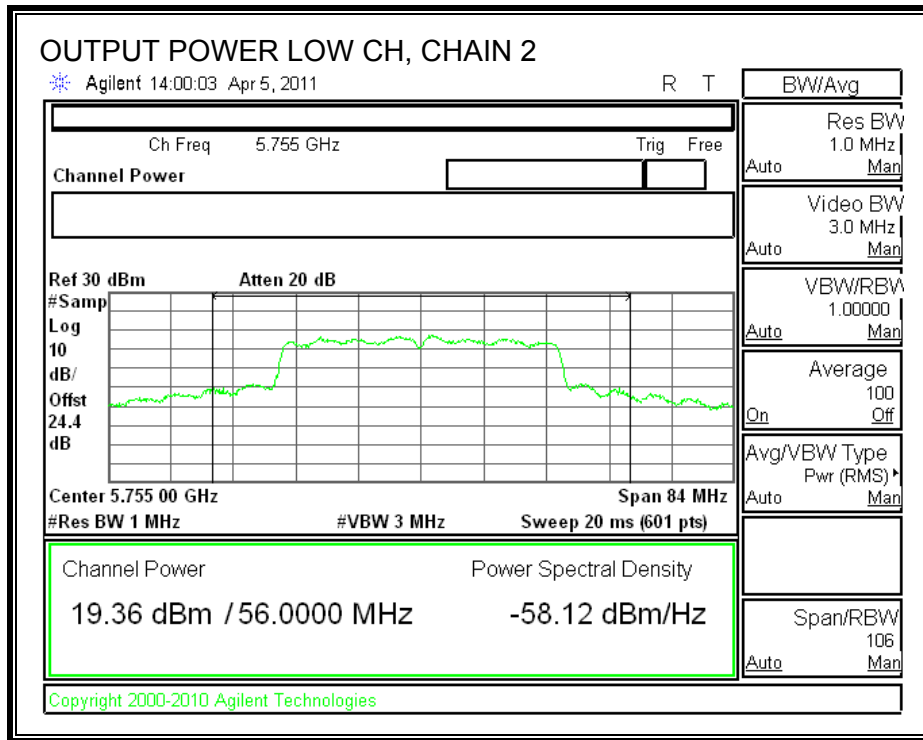 OUTPUT POWER LOW CH, CHAIN 2
Agilent 14:00:03 Apr 5, 2011 R T
Ch Freq 5.755 GHz Trig Free
Channel Power
Ref 30 dBm Atten 20 dB
#Samp
Log
10
dB/
Offst
24.4
dB
Center 5.755 00 GHz Span 84 MHz
#Res BW 1 MHz #VBW 3 MHz Sweep 20 ms (601 pts)
Channel Power Power Spectral Density
19.36 dBm / 56.0000 MHz -58.12 dBm/Hz
Copyright 2000-2010 Agilent Technologies
BW/Avg
Res BW
1.0 MHz
Auto Man
Video BW
3.0 MHz
Auto Man
VBW/RBW
1.00000
Auto Man
Average
100
On Off
Avg/VBW Type
Pwr (RMS)
Auto Man
Span/RBW
106
Auto Man